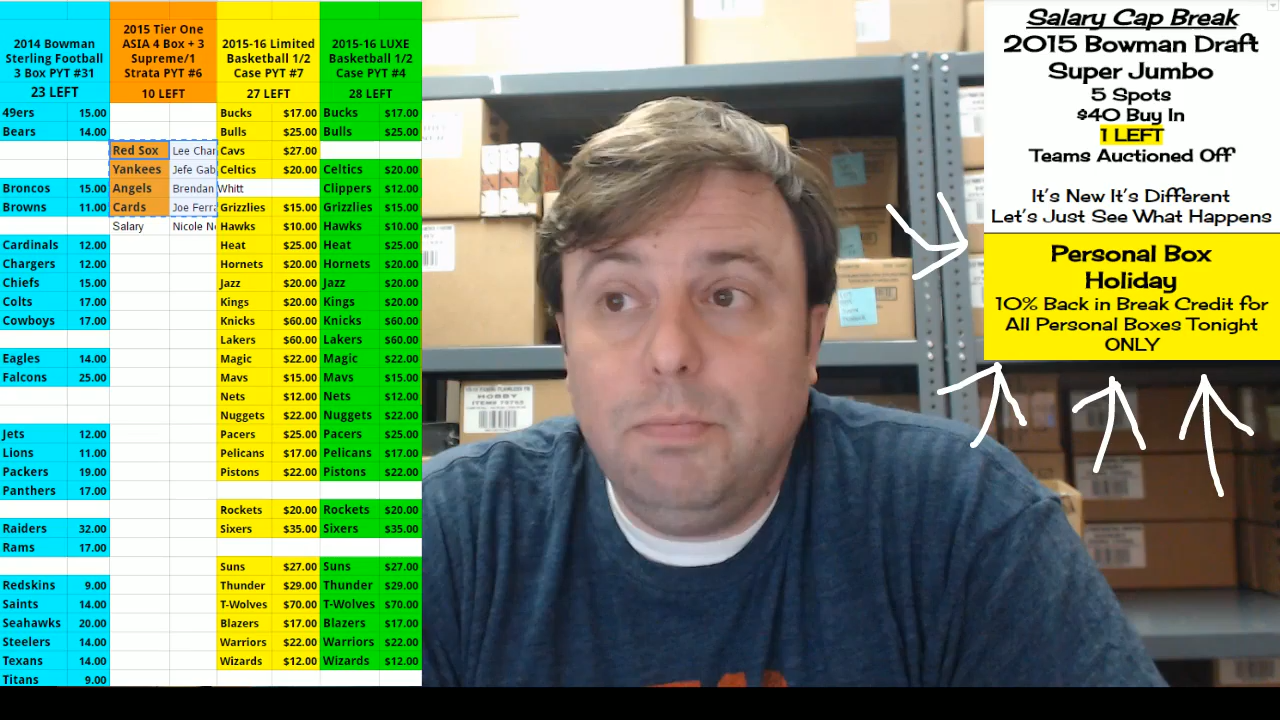 2014 Bowman
Sterling Football
3 Box PYT #31
23 LEFT
49ers 15.00
Bears 14.00
Broncos 15.00
Browns 11.00
Cardinals 12.00
Chargers 12.00
Chiefs 15.00
Colts 17.00
Cowboys 17.00
Eagles 14.00
Falcons 25.00
Jets 12.00
Lions 11.00
Packers 19.00
Panthers 17.00
Raiders 32.00
Rams 17.00
Redskins 9.00
Saints 14.00
Seahawks 20.00
Steelers 14.00
Texans 14.00
Titans 9.00
2015 Tier One
ASIA 4 Box + 3
Supreme/1
Strata PYT #6
10 LEFT
Red Sox Lee Char
Yankees Jefe Gab
Angels Brendan Whitt
Cards Joe Ferra
Salary Nicole No
2015-16 Limited
Basketball 1/2
Case PYT #7
27 LEFT
Bucks $17.00
Bulls $25.00
Cavs $27.00
Celtics $20.00
Grizzlies $15.00
Hawks $10.00
Heat $25.00
Hornets $20.00
Jazz $20.00
Kings $20.00
Knicks $60.00
Lakers $60.00
Magic $22.00
Mavs $15.00
Nets $12.00
Nuggets $22.00
Pacers $25.00
Pelicans $17.00
Pistons $22.00
Rockets $20.00
Sixers $35.00
Suns $27.00
Thunder $29.00
T-Wolves $70.00
Blazers $17.00
Warriors $22.00
Wizards $12.00
2015-16 LUXE
Basketball 1/2
Case PYT #4
28 LEFT
Bucks $17.00
Bulls $25.00
Celtics $20.00
Clippers $12.00
Grizzlies $15.00
Hawks $10.00
Heat $25.00
Hornets $20.00
Jazz $20.00
Kings $20.00
Knicks $60.00
Lakers $60.00
Magic $22.00
Mavs $15.00
Nets $12.00
Nuggets $22.00
Pacers $25.00
Pelicans $17.00
Pistons $22.00
Rockets $20.00
Sixers $35.00
Suns $27.00
Thunder $29.00
T-Wolves $70.00
Blazers $17.00
Warriors $22.00
Wizards $12.00
HOBBY
Salary Cap Break
2015 Bowman Draft
Super Jumbo
5 Spots
$40 Buy In
1 LEFT
Teams Auctioned Off
It's New It's Different
Let's Just See What Happens
Personal Box
Holiday
10% Back in Break Credit for
All Personal Boxes Tonight
ONLY